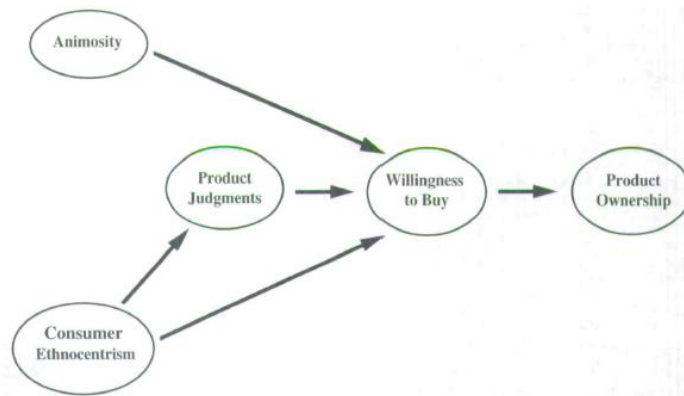 Animosity
Product
Judgments
Willingness
to Buy
Product
Ownership
Consumer
Ethnocentrism